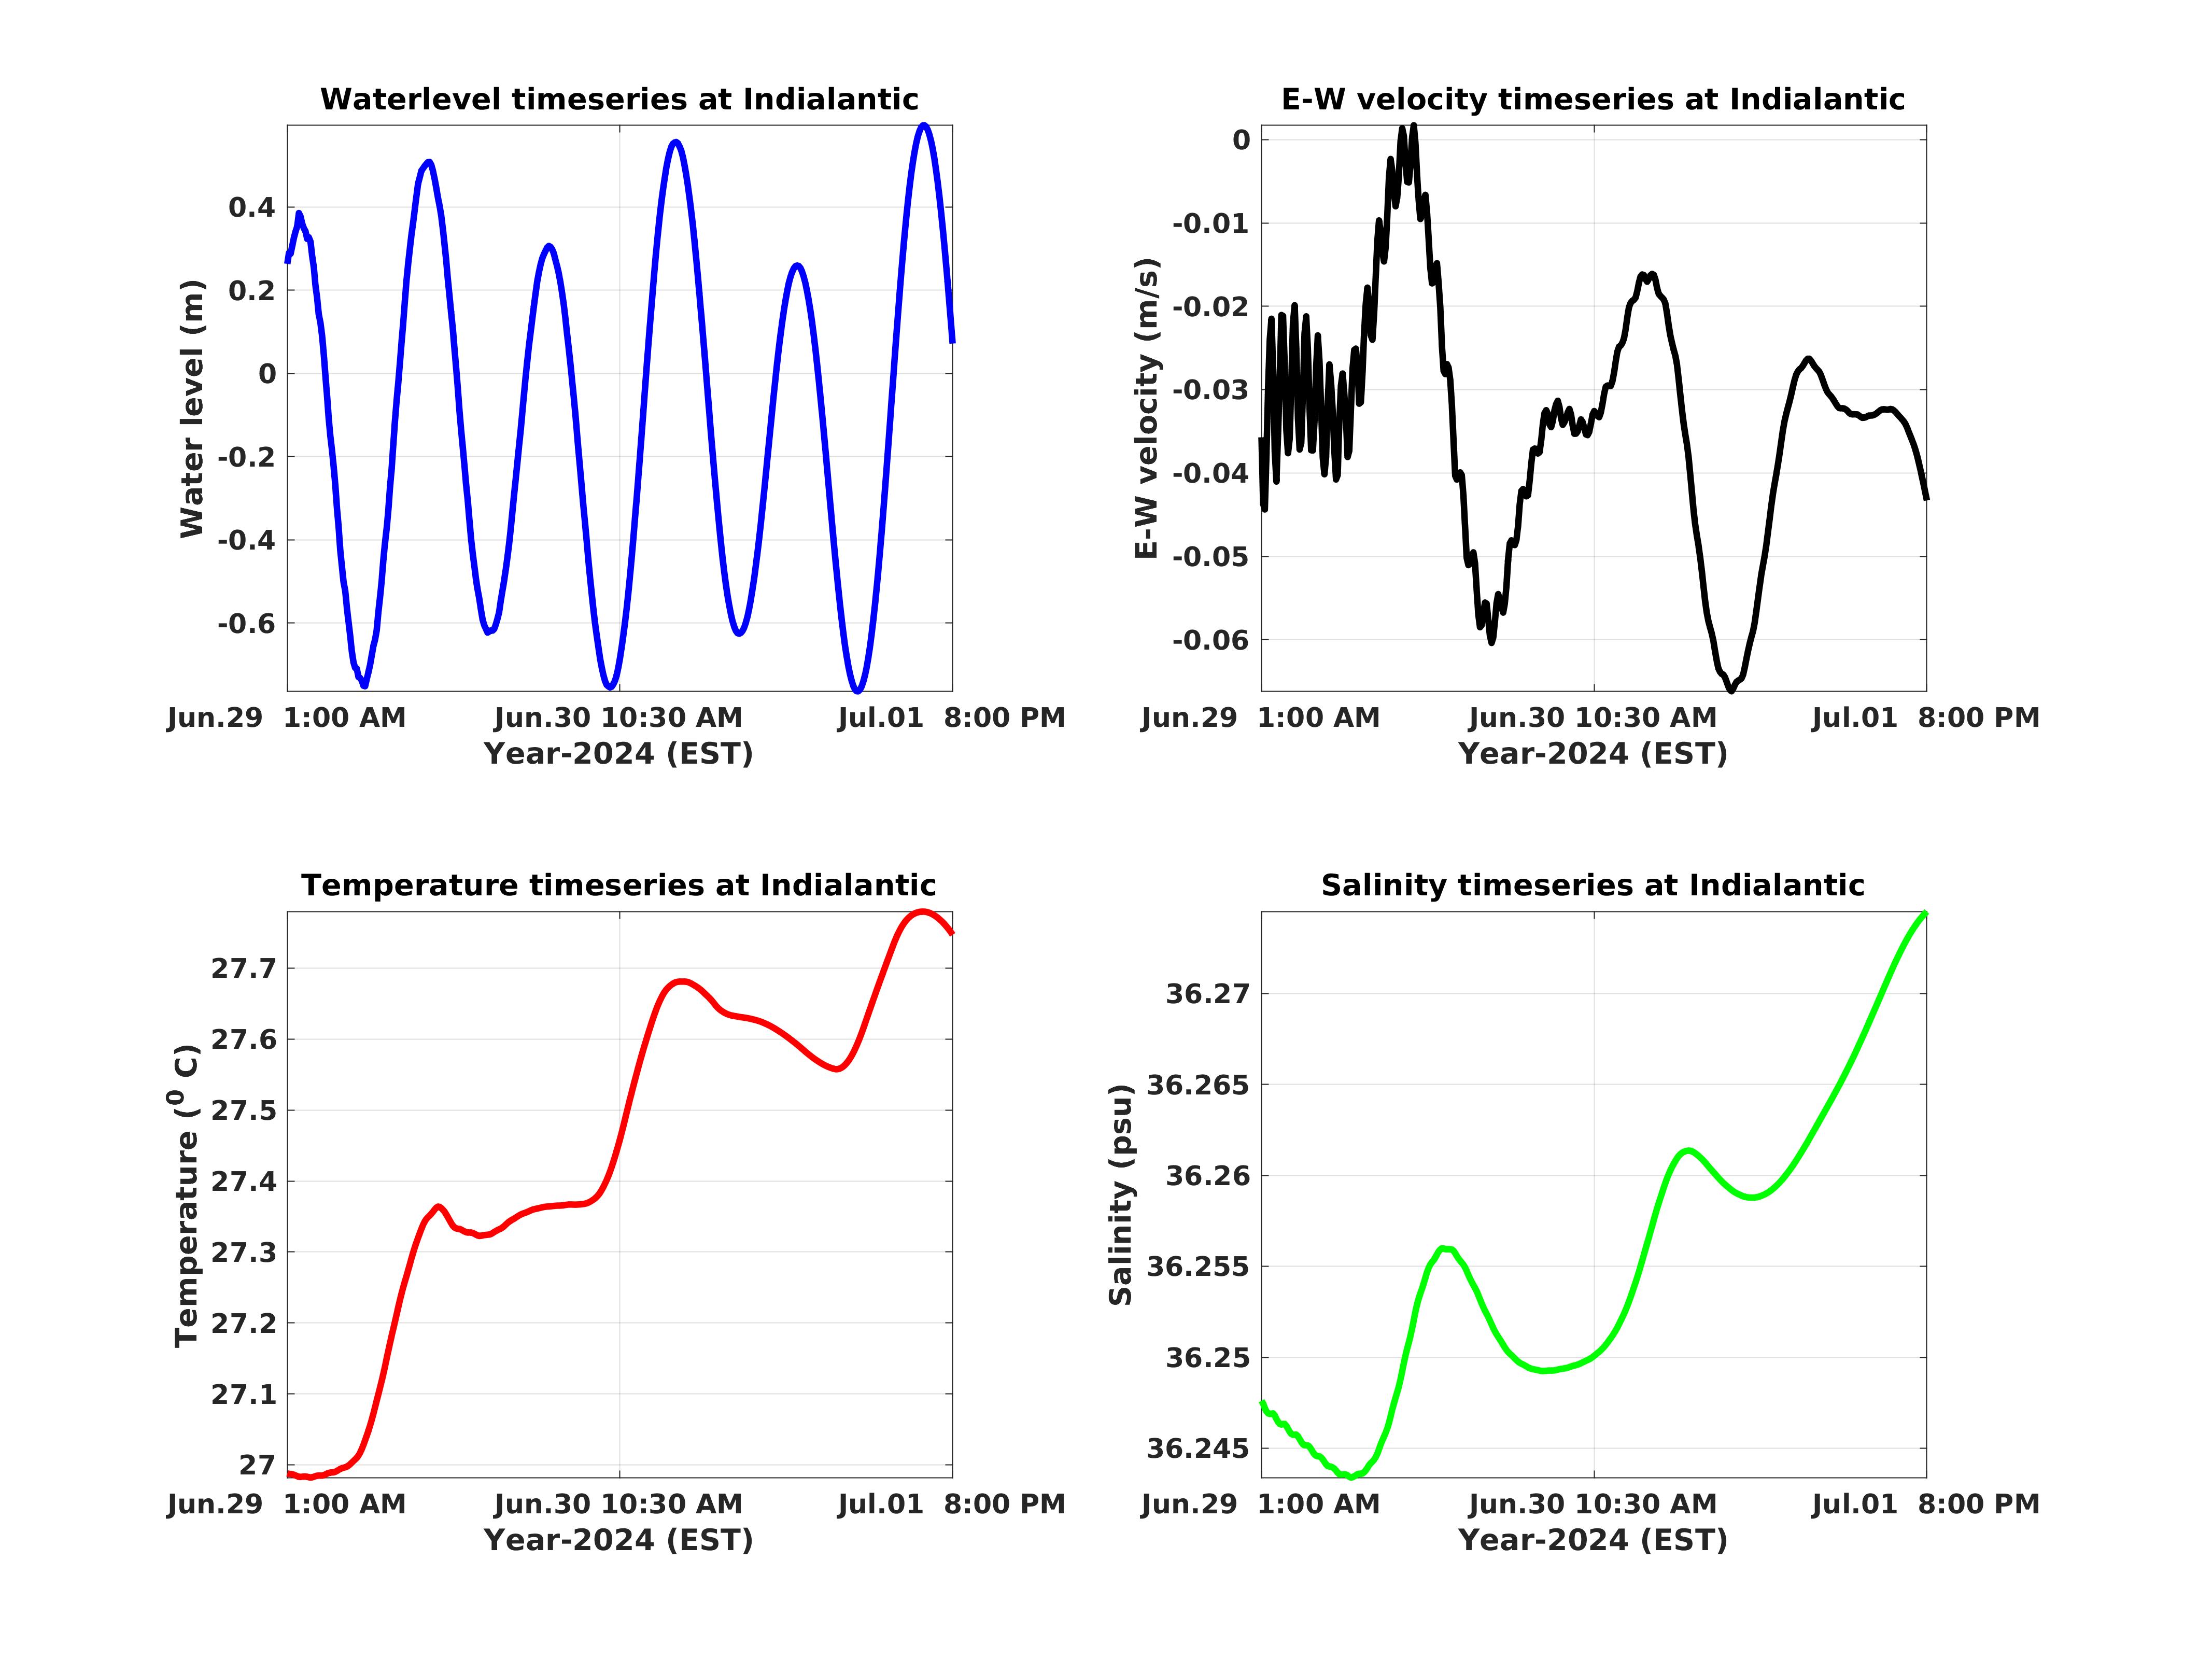 Waterlevel timeseries at Indialantic
0.4
0.2
0
-0.2
-0.4
-0.6
Water level (m)
Jun.29  1:00 AM
Jun.30 10:30 AM
Jul.01  8:00 PM
Year-2024 (EST)
E-W velocity timeseries at Indialantic
0
-0.01
-0.02
-0.03
-0.04
-0.05
-0.06
E-W velocity (m/s)
Jun.29  1:00 AM
Jun.30 10:30 AM
Jul.01  8:00 PM
Year-2024 (EST)
Temperature timeseries at Indialantic
27.7
27.6
27.5
27.4
27.3
27.2
27.1
27
Temperature (⁰ C)
Jun.29  1:00 AM
Jun.30 10:30 AM
Jul.01  8:00 PM
Year-2024 (EST)
Salinity timeseries at Indialantic
36.27
36.265
36.26
36.255
36.25
36.245
Salinity (psu)
Jun.29  1:00 AM
Jun.30 10:30 AM
Jul.01  8:00 PM
Year-2024 (EST)